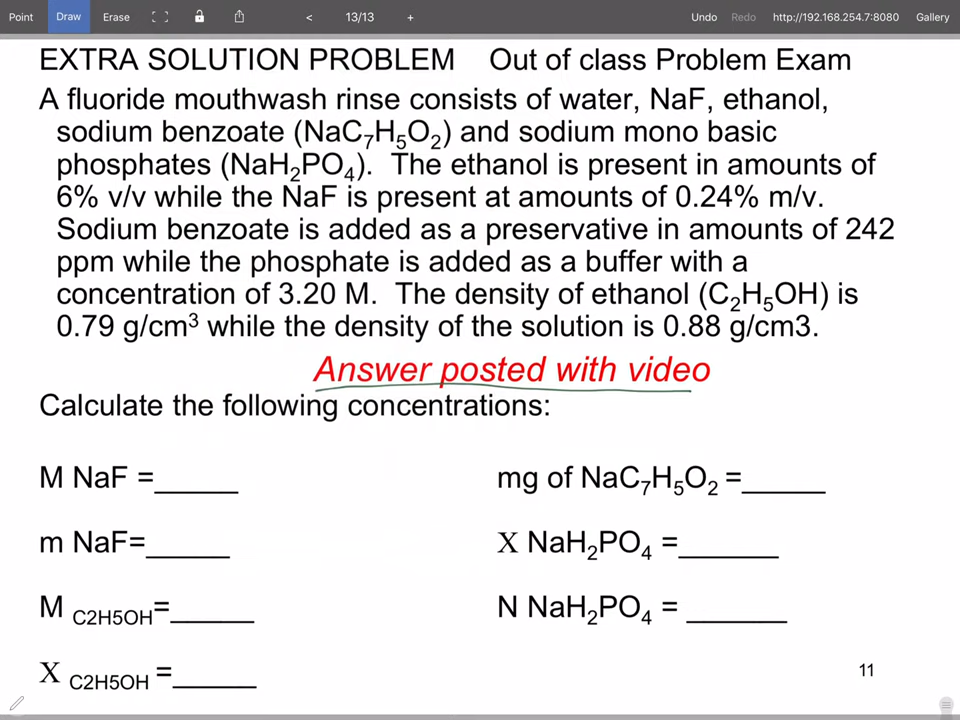 Point Draw Erase < 13/13 + Undo Redo http://192.168.254.7:8080 Gallery
EXTRA SOLUTION PROBLEM Out of class Problem Exam
A fluoride mouthwash rinse consists of water, NaF, ethanol,
sodium benzoate (NaC7H5O2) and sodium mono basic
phosphates (NaH2PO4). The ethanol is present in amounts of
6% v/v while the NaF is present at amounts of 0.24% m/v.
Sodium benzoate is added as a preservative in amounts of 242
ppm while the phosphate is added as a buffer with a
concentration of 3.20 M. The density of ethanol (C2H5OH) is
0.79 g/cm³ while the density of the solution is 0.88 g/cm3.
Answer posted with video
Calculate the following concentrations:
M NaF =_____ mg of NaC7H5O2 =_____
m NaF=_____ X NaH2PO4 =______
M C2H5OH=_____ N NaH2PO4 = ______
X C2H5OH =_____
11